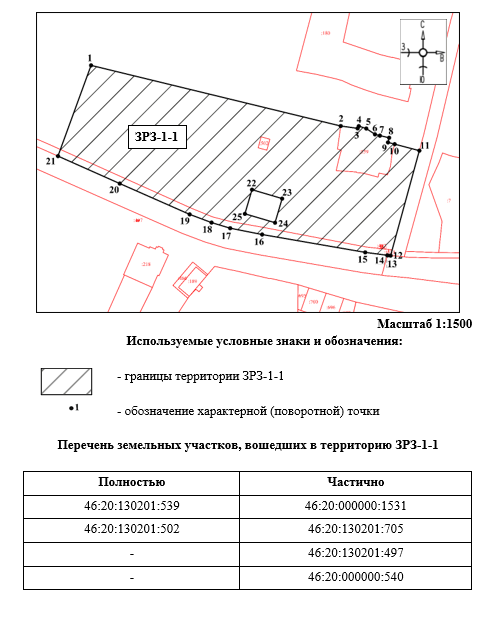 С
З
В
Ю
1
ЗРЗ-1-1
2
3
4
5
6
7
8
9
10
11
502
21
20
19
18
17
16
22
23
24
25
15
14
13
12
Масштаб 1:1500
Используемые условные знаки и обозначения:
- границы территории ЗРЗ-1-1
1
- обозначение характерной (поворотной) точки
Перечень земельных участков, вошедших в территорию ЗРЗ-1-1
Полностью Частично
46:20:130201:539 46:20:000000:1531
46:20:130201:502 46:20:130201:705
- 46:20:130201:497
- 46:20:000000:540